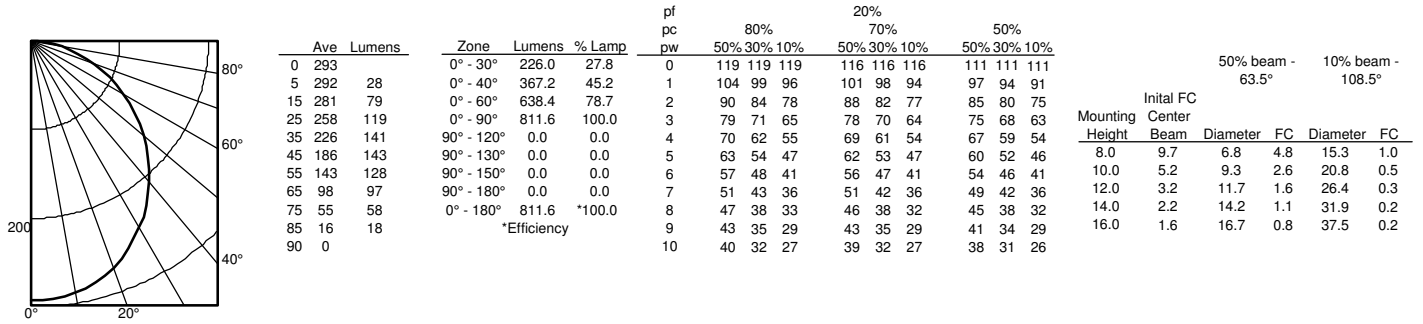 80°
60°
40°
200
0° 20°
Ave Lumens
0 293
5 292 28
15 281 79
25 258 119
35 226 141
45 186 143
55 143 128
65 98 97
75 55 58
85 16 18
90 0
Zone Lumens % Lamp
0° - 30° 226.0 27.8
0° - 40° 367.2 45.2
0° - 60° 638.4 78.7
0° - 90° 811.6 100.0
90° - 120° 0.0 0.0
90° - 130° 0.0 0.0
90° - 150° 0.0 0.0
90° - 180° 0.0 0.0
0° - 180° 811.6 *100.0
*Efficiency
pf 20%
pc 80% 70% 50%
pw 50% 30% 10% 50% 30% 10% 50% 30% 10%
0 119 119 119 116 116 116 111 111 111
1 104 99 96 101 98 94 97 94 91
2 90 84 78 88 82 77 85 80 75
3 79 71 65 78 70 64 75 68 63
4 70 62 55 69 61 54 67 59 54
5 63 54 47 62 53 47 60 52 46
6 57 48 41 56 47 41 54 46 41
7 51 43 36 51 42 36 49 42 36
8 47 38 33 46 38 32 45 38 32
9 43 35 29 43 35 29 41 34 29
10 40 32 27 39 32 27 38 31 26
50% beam - 10% beam -
63.5° 108.5°
Inital FC
Mounting Center
Height Beam Diameter FC Diameter FC
8.0 9.7 6.8 4.8 15.3 1.0
10.0 5.2 9.3 2.6 20.8 0.5
12.0 3.2 11.7 1.6 26.4 0.3
14.0 2.2 14.2 1.1 31.9 0.2
16.0 1.6 16.7 0.8 37.5 0.2